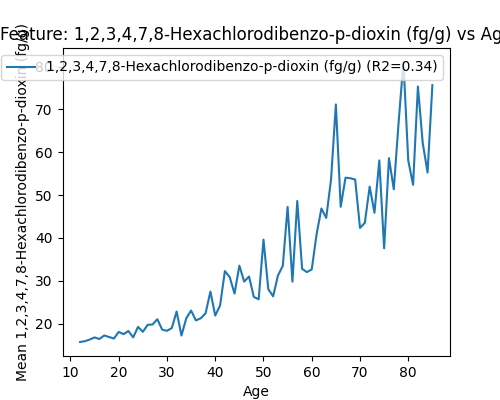 Feature: 1,2,3,4,7,8-Hexachlorodibenzo-p-dioxin (fg/g) vs Ag
1,2,3,4,7,8-Hexachlorodibenzo-p-dioxin (fg/g) (R2=0.34)
Mean 1,2,3,4,7,8-Hexachlorodibenzo-p-dioxin (fg/g)
80
70
60
50
40
30
20
10 20 30 40 50 60 70 80
Age